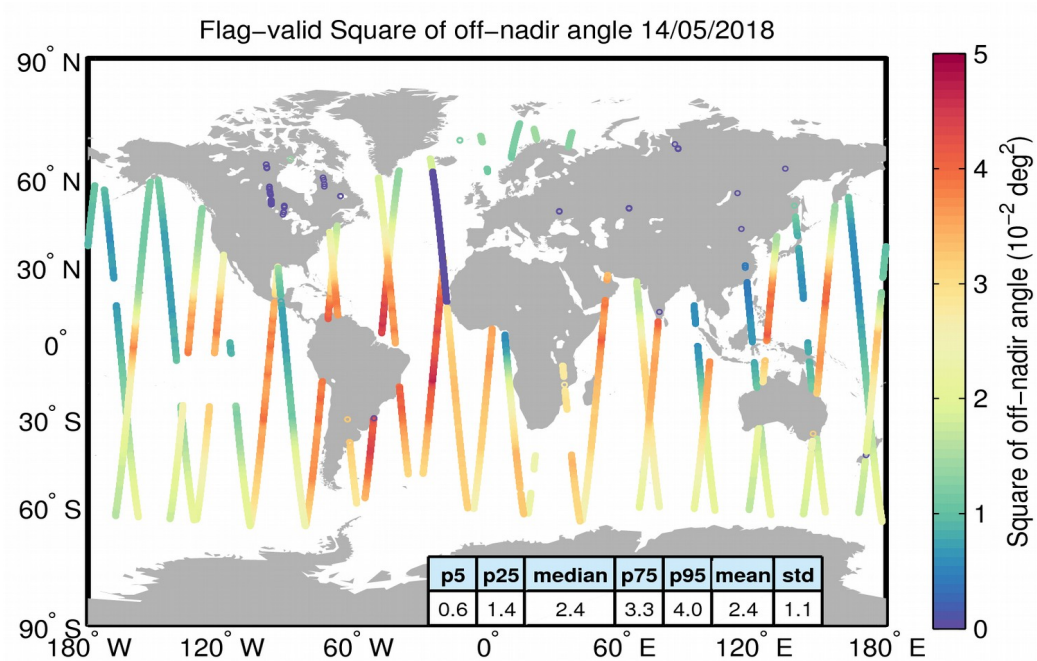 Flag−valid Square of off−nadir angle 14/05/2018
90° N
60° N
30° N
0°
30° S
60° S
90° S
180° W
120° W
60° W
0°
60° E
120° E
180° E
p5 p25 median p75 p95 mean std
0.6 1.4 2.4 3.3 4.0 2.4 1.1
5
4
3
2
1
0
Square of off−nadir angle (10⁻² deg²)